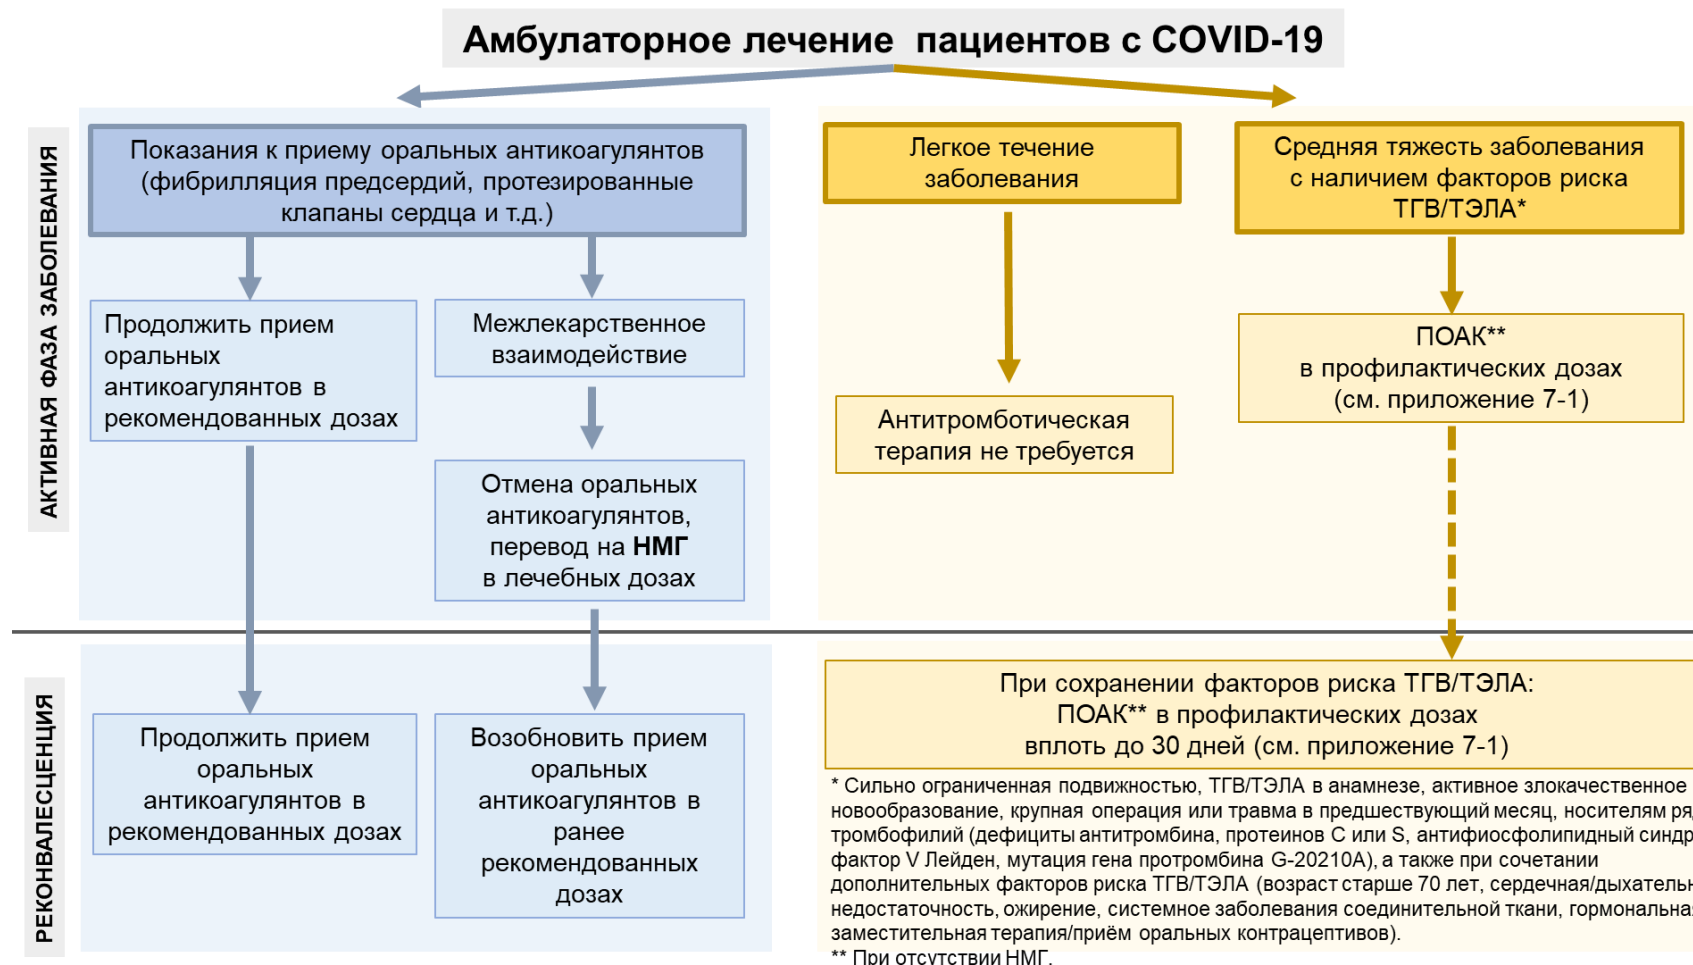 Амбулаторное лечение пациентов с COVID-19
АКТИВНАЯ ФАЗА ЗАБОЛЕВАНИЯ
Показания к приему оральных антикоагулянтов
(фибрилляция предсердий, протезированные
клапаны сердца и т.д.)
Продолжить прием
оральных
антикоагулянтов в
рекомендованных дозах
Межлекарственное
взаимодействие
Отмена оральных
антикоагулянтов,
перевод на НМГ
в лечебных дозах
Легкое течение
заболевания
Антитромботическая
терапия не требуется
Средняя тяжесть заболевания
с наличием факторов риска
ТГВ/ТЭЛА*
ПОАК**
в профилактических дозах
(см. приложение 7-1)
РЕКОНВАЛЕСЦЕНЦИЯ
Продолжить прием
оральных
антикоагулянтов в
рекомендованных дозах
Возобновить прием
оральных
антикоагулянтов в
ранее
рекомендованных
дозах
При сохранении факторов риска ТГВ/ТЭЛА:
ПОАК** в профилактических дозах
вплоть до 30 дней (см. приложение 7-1)
* Сильно ограниченная подвижностью, ТГВ/ТЭЛА в анамнезе, активное злокачественное
новообразование, крупная операция или травма в предшествующий месяц, носителям
тромбофилий (дефициты антитромбина, протеинов С или S, антифиосфолипидный
фактор V Лейден, мутация гена протромбина G-20210A), а также при сочетании
дополнительных факторов риска ТГВ/ТЭЛА (возраст старше 70 лет,
недостаточность, ожирение, системное заболевания соединительной ткани,
заместительная терапия/приём оральных контрацептивов).
** При отсутствии НМГ.